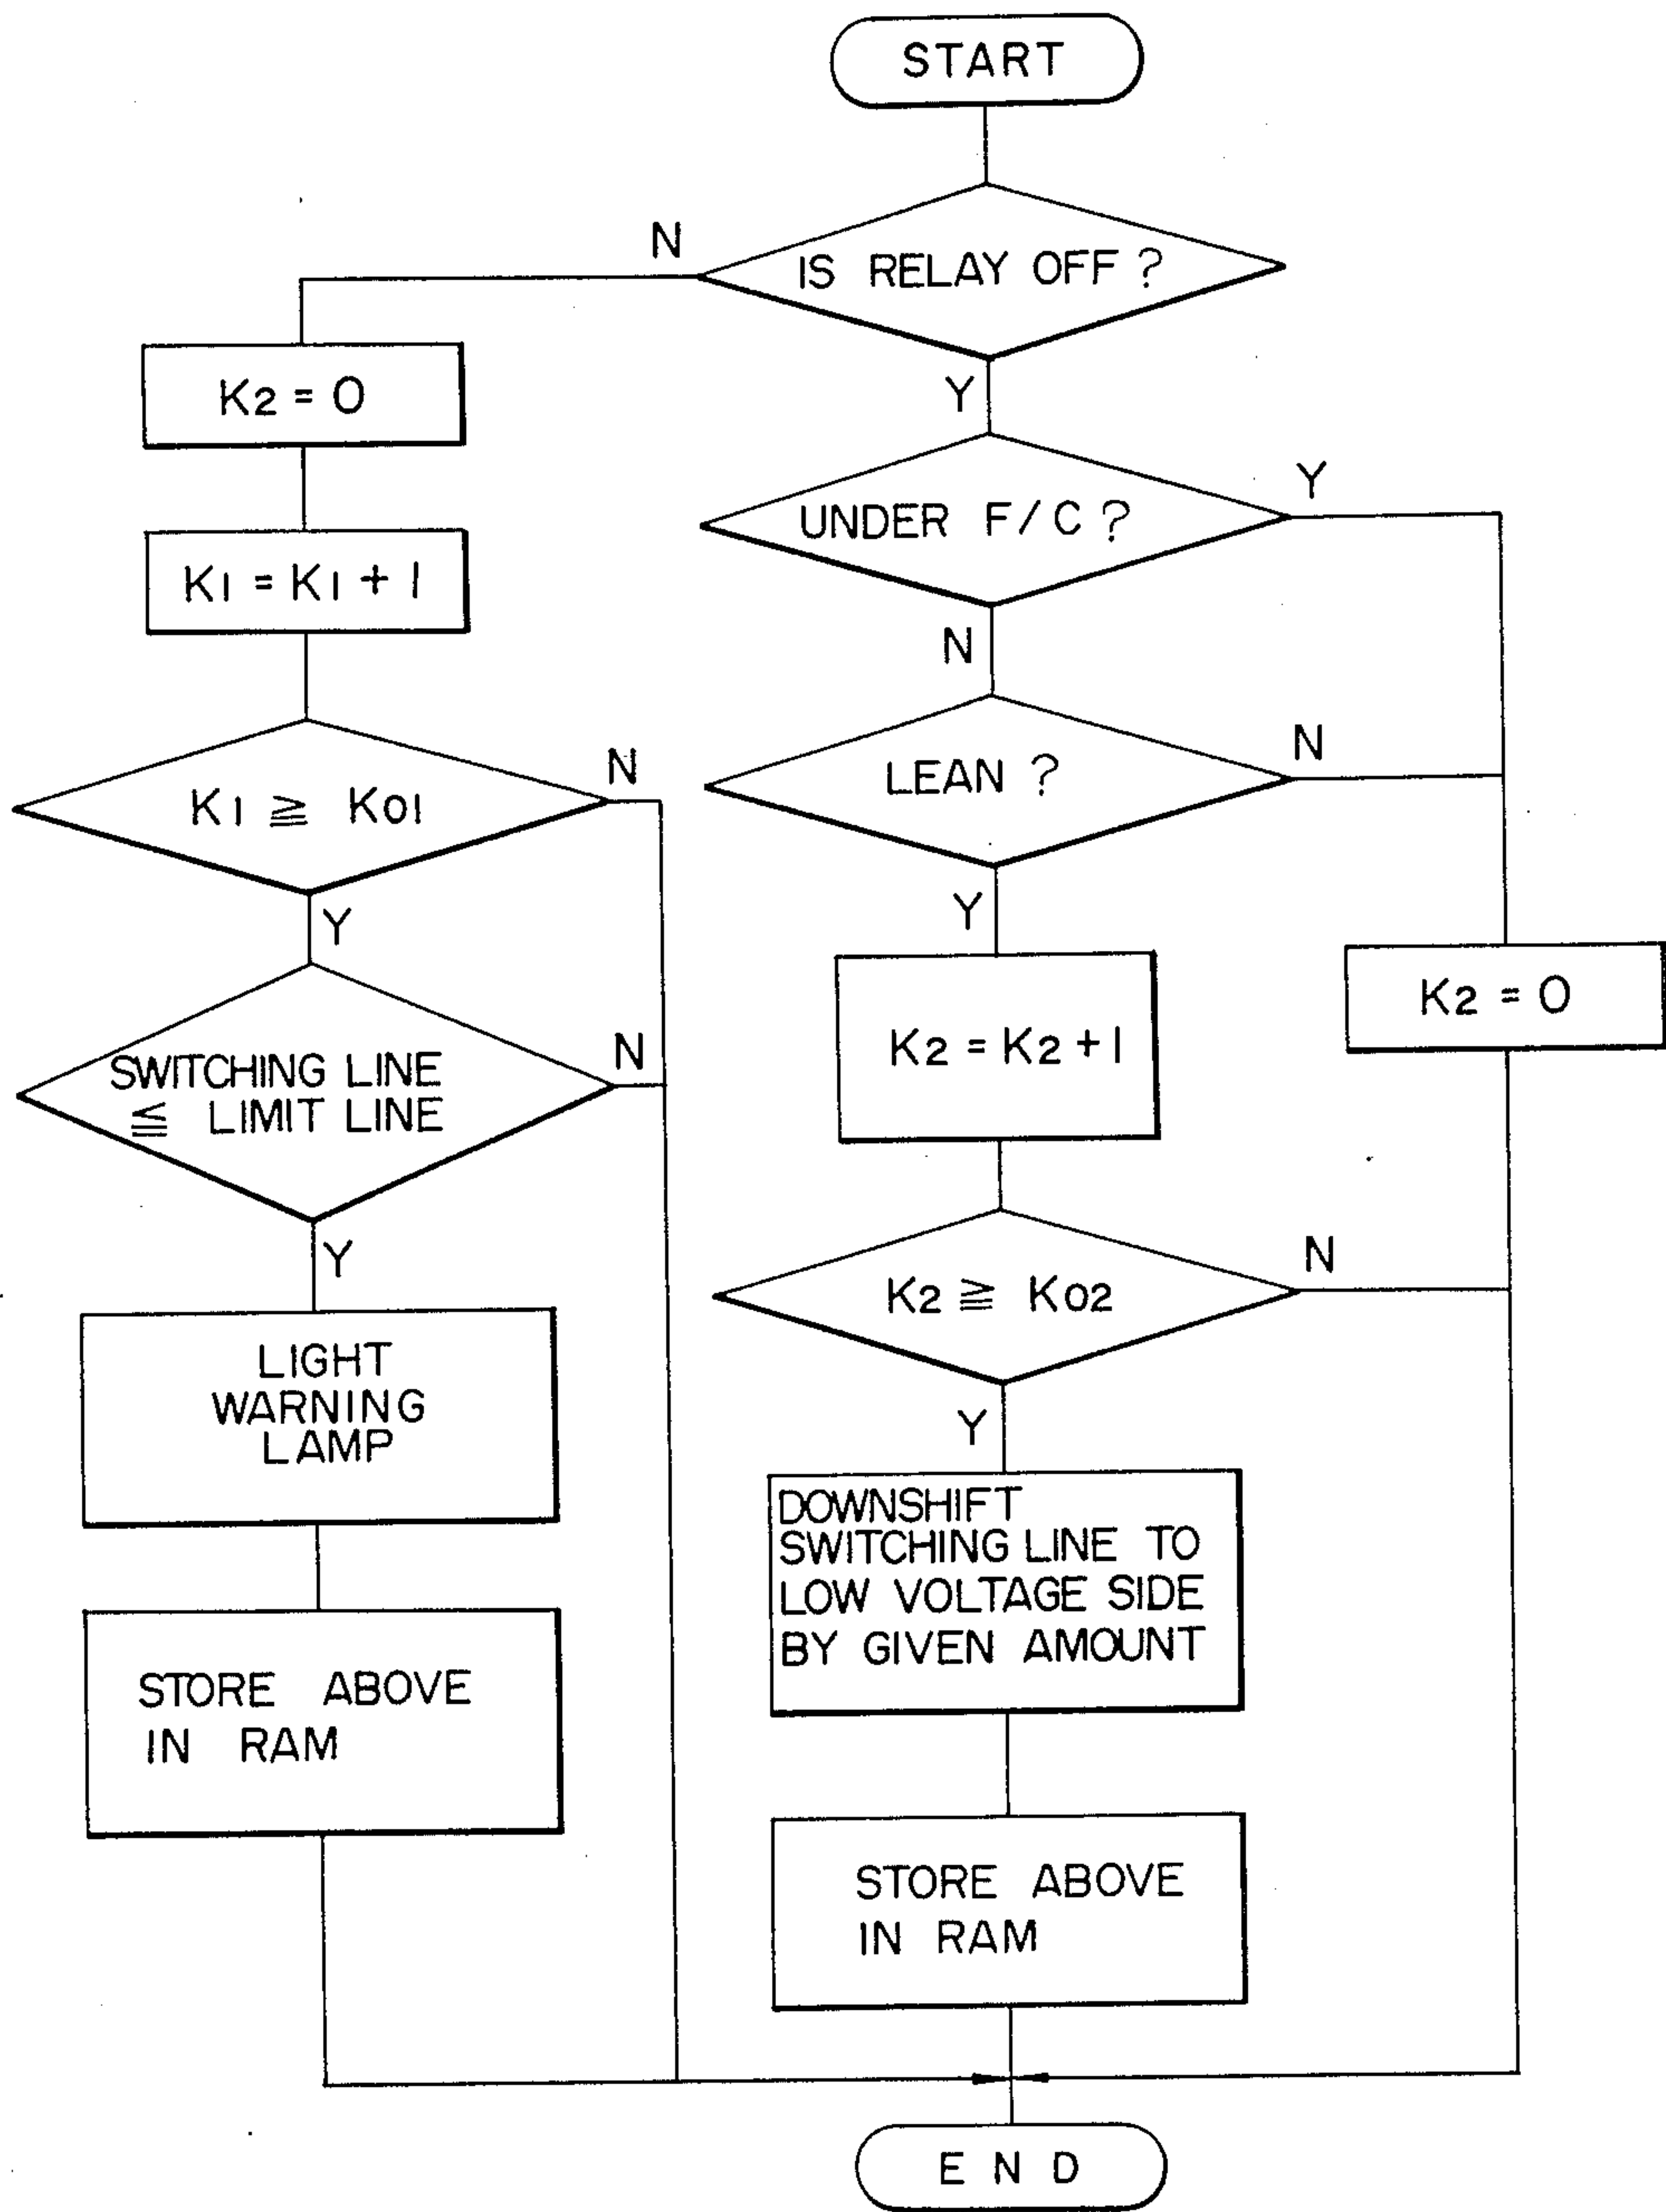 START
N
IS RELAY OFF ?
Y
K2 = 0
K1 = K1 + 1
K1 ≧ K01
N
Y
SWITCHING LINE
≦ LIMIT LINE
N
Y
LIGHT
WARNING
LAMP
STORE ABOVE
IN RAM
UNDER F/C ?
Y
N
LEAN ?
N
Y
K2 = K2 + 1
K2 = 0
K2 ≧ K02
N
Y
DOWNSHIFT
SWITCHING LINE TO
LOW VOLTAGE SIDE
BY GIVEN AMOUNT
STORE ABOVE
IN RAM
END